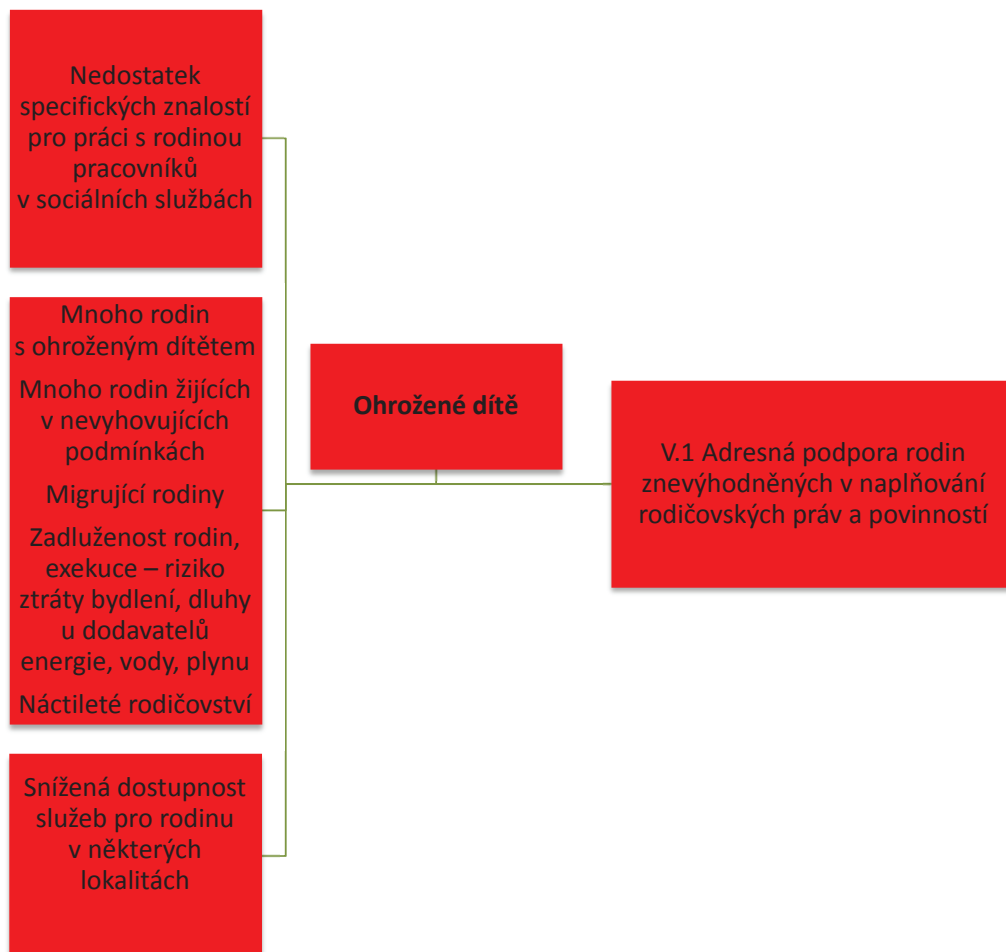 Nedostatek
specifických znalostí
pro práci s rodinou
pracovníků
v sociálních službách
Mnoho rodin
s ohroženým dítětem
Mnoho rodin žijících
v nevyhovujících
podmínkách
Migrující rodiny
Zadluženost rodin,
exekuce – riziko
ztráty bydlení, dluhy
u dodavatelů
energie, vody, plynu
Náctileté rodičovství
Snížená dostupnost
služeb pro rodinu
v některých
lokalitách
Ohrožené dítě
V.1 Adresná podpora rodin
znevýhodněných v naplňování
rodičovských práv a povinností